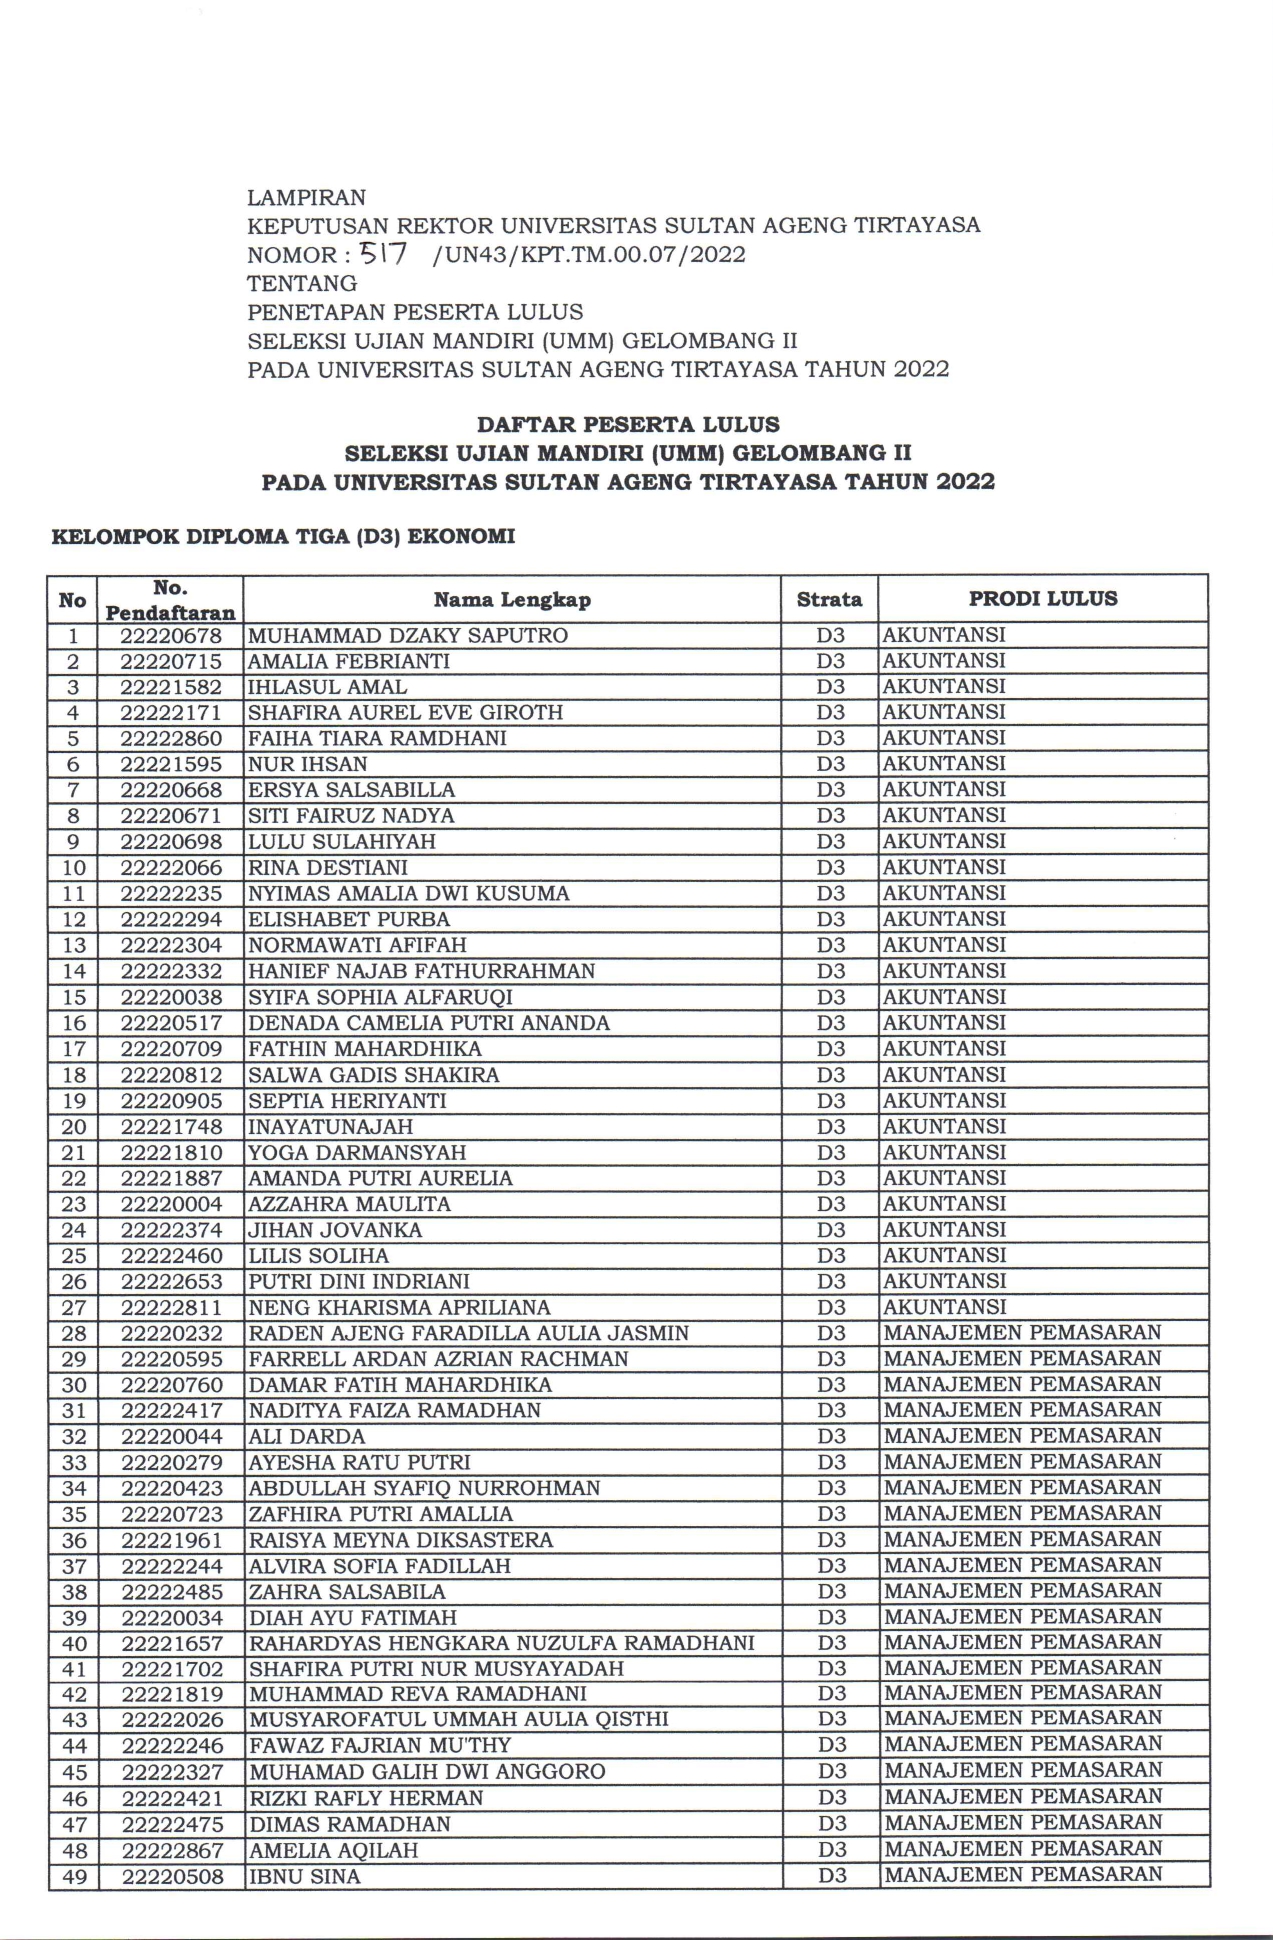 LAMPIRAN
KEPUTUSAN REKTOR UNIVERSITAS SULTAN AGENG TIRTAYASA
NOMOR : 517 /UN43/KPT.TM.00.07/2022
TENTANG
PENETAPAN PESERTA LULUS
SELEKSI UJIAN MANDIRI (UMM) GELOMBANG II
PADA UNIVERSITAS SULTAN AGENG TIRTAYASA TAHUN 2022
DAFTAR PESERTA LULUS
SELEKSI UJIAN MANDIRI (UMM) GELOMBANG II
PADA UNIVERSITAS SULTAN AGENG TIRTAYASA TAHUN 2022
KELOMPOK DIPLOMA TIGA (D3) EKONOMI
No No. Pendaftaran Nama Lengkap Strata PRODI LULUS
1 22220678 MUHAMMAD DZAKY SAPUTRO D3 AKUNTANSI
2 22220715 AMALIA FEBRIANTI D3 AKUNTANSI
3 22221582 IHLASUL AMAL D3 AKUNTANSI
4 22222171 SHAFIRA AUREL EVE GIROTH D3 AKUNTANSI
5 22222860 FAIHA TIARA RAMDHANI D3 AKUNTANSI
6 22221595 NUR IHSAN D3 AKUNTANSI
7 22220668 ERSYA SALSABILLA D3 AKUNTANSI
8 22220671 SITI FAIRUZ NADYA D3 AKUNTANSI
9 22220698 LULU SULAHIYAH D3 AKUNTANSI
10 22222066 RINA DESTIANI D3 AKUNTANSI
11 22222235 NYIMAS AMALIA DWI KUSUMA D3 AKUNTANSI
12 22222294 ELISHABET PURBA D3 AKUNTANSI
13 22222304 NORMAWATI AFIFAH D3 AKUNTANSI
14 22222332 HANIEF NAJAB FATHURRAHMAN D3 AKUNTANSI
15 22220038 SYIFA SOPHIA ALFARUQI D3 AKUNTANSI
16 22220517 DENADA CAMELIA PUTRI ANANDA D3 AKUNTANSI
17 22220709 FATHIN MAHARDHIKA D3 AKUNTANSI
18 22220812 SALWA GADIS SHAKIRA D3 AKUNTANSI
19 22220905 SEPTIA HERIYANTI D3 AKUNTANSI
20 22221748 INAYATUNAJAH D3 AKUNTANSI
21 22221810 YOGA DARMANSYAH D3 AKUNTANSI
22 22221887 AMANDA PUTRI AURELIA D3 AKUNTANSI
23 22220004 AZZAHRA MAULITA D3 AKUNTANSI
24 22222374 JIHAN JOVANKA D3 AKUNTANSI
25 22222460 LILIS SOLIHA D3 AKUNTANSI
26 22222653 PUTRI DINI INDRIANI D3 AKUNTANSI
27 22222811 NENG KHARISMA APRILIANA D3 AKUNTANSI
28 22220232 RADEN AJENG FARADILLA AULIA JASMIN D3 MANAJEMEN PEMASARAN
29 22220595 FARRELL ARDAN AZRIAN RACHMAN D3 MANAJEMEN PEMASARAN
30 22220760 DAMAR FATIH MAHARDHIKA D3 MANAJEMEN PEMASARAN
31 22222417 NADITYA FAIZA RAMADHAN D3 MANAJEMEN PEMASARAN
32 22220044 ALI DARDA D3 MANAJEMEN PEMASARAN
33 22220279 AYESHA RATU PUTRI D3 MANAJEMEN PEMASARAN
34 22220423 ABDULLAH SYAFIQ NURROHMAN D3 MANAJEMEN PEMASARAN
35 22220723 ZAFHIRA PUTRI AMALLIA D3 MANAJEMEN PEMASARAN
36 22221961 RAISYA MEYNA DIKSASTERA D3 MANAJEMEN PEMASARAN
37 22222244 ALVIRA SOFIA FADILLAH D3 MANAJEMEN PEMASARAN
38 22222485 ZAHRA SALSABILA D3 MANAJEMEN PEMASARAN
39 22220034 DIAH AYU FATIMAH D3 MANAJEMEN PEMASARAN
40 22221657 RAHARDYAS HENGKARA NUZULFA RAMADHANI D3 MANAJEMEN PEMASARAN
41 22221702 SHAFIRA PUTRI NUR MUSYAYADAH D3 MANAJEMEN PEMASARAN
42 22221819 MUHAMMAD REVA RAMADHANI D3 MANAJEMEN PEMASARAN
43 22222026 MUSYAROFATUL UMMAH AULIA QISTHI D3 MANAJEMEN PEMASARAN
44 22222246 FAWAZ FAJRIAN MU'THY D3 MANAJEMEN PEMASARAN
45 22222327 MUHAMAD GALIH DWI ANGGORO D3 MANAJEMEN PEMASARAN
46 22222421 RIZKI RAFLY HERMAN D3 MANAJEMEN PEMASARAN
47 22222475 DIMAS RAMADHAN D3 MANAJEMEN PEMASARAN
48 22222867 AMELIA AQILAH D3 MANAJEMEN PEMASARAN
49 22220508 IBNU SINA D3 MANAJEMEN PEMASARAN